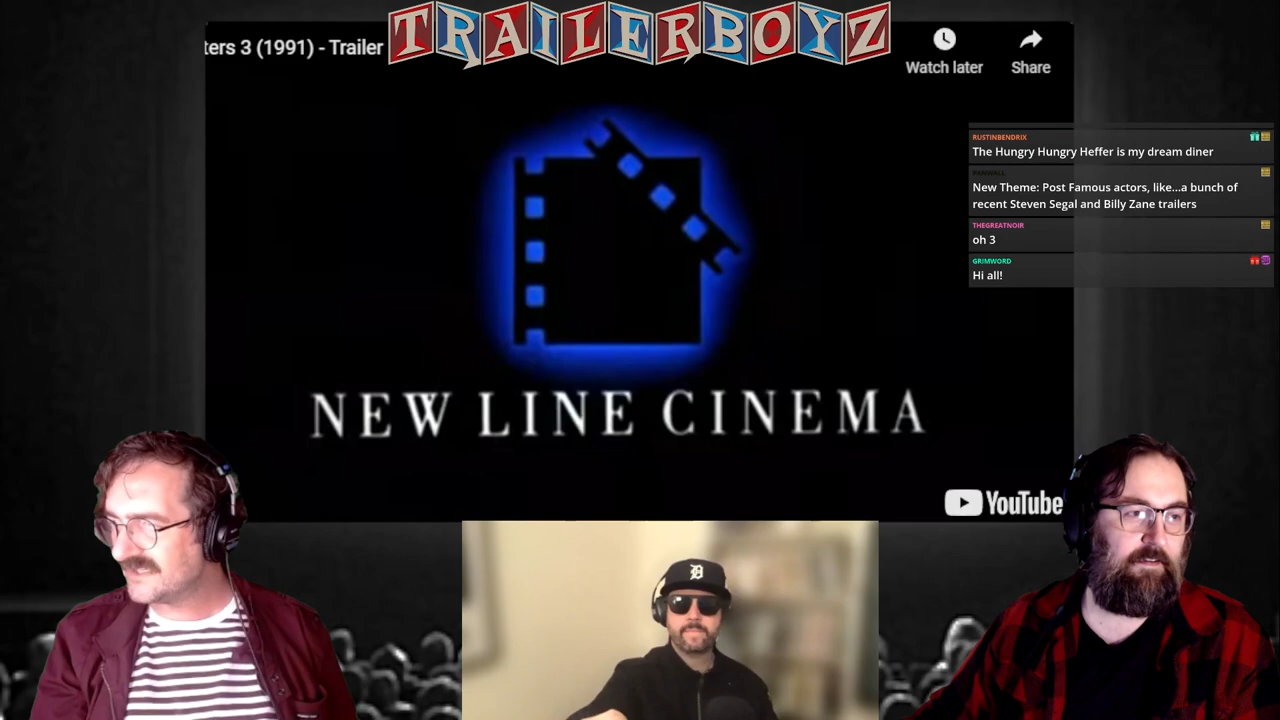 TRAILERBOYZ
ters 3 (1991) - Trailer
Watch later
Share
NEW LINE CINEMA
YouTube
RUSTINBENDRIX
The Hungry Hungry Heffer is my dream diner
New Theme: Post Famous actors, like...a bunch of
recent Steven Segal and Billy Zane trailers
THEGREATNOIR
oh 3
GRIMWORD
Hi all!